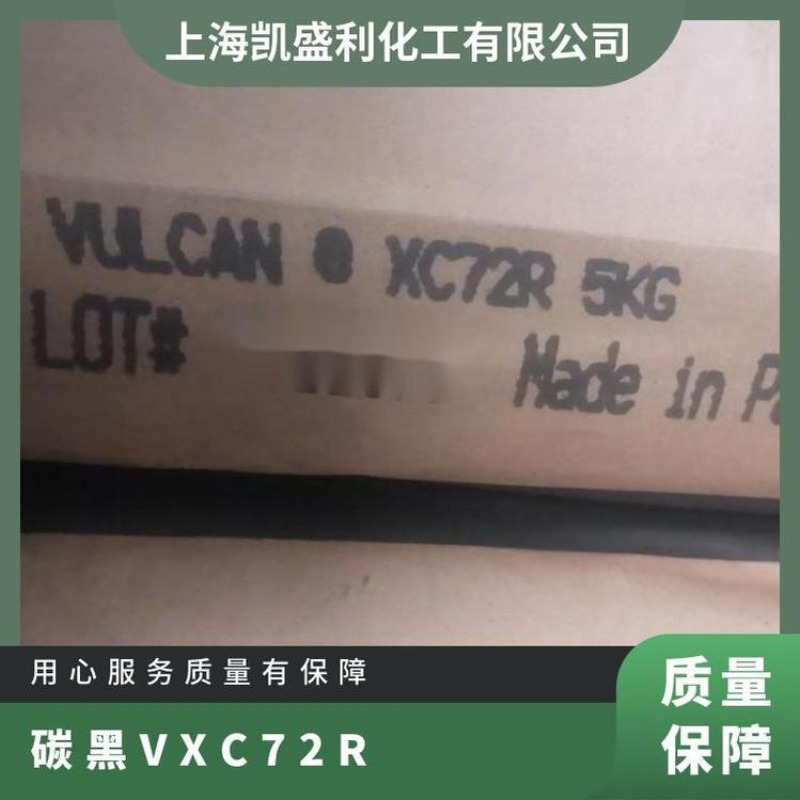 上海凯盛利化工有限公司
VULCAN ® XC72R 5KG
LOT# Made in
用心服务质量有保障
质量
保障
碳黑VXC72R